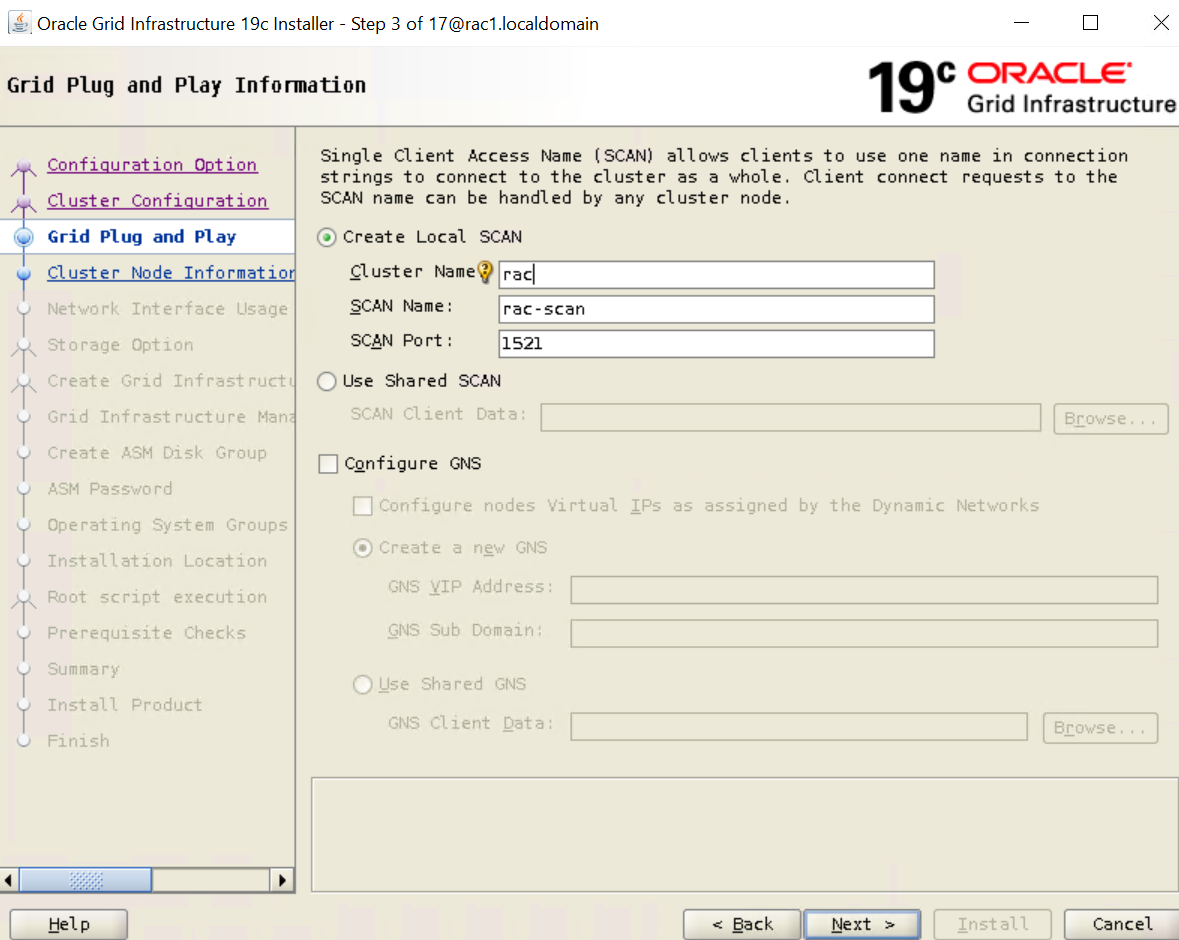 Oracle Grid Infrastructure 19c Installer - Step 3 of 17@rac1.localdomain
Grid Plug and Play Information
19c ORACLE
Grid Infrastructure
Configuration Option
Cluster Configuration
Grid Plug and Play
Cluster Node Information
Network Interface Usage
Storage Option
Create Grid Infrastructu
Grid Infrastructure Mana
Create ASM Disk Group
ASM Password
Operating System Groups
Installation Location
Root script execution
Prerequisite Checks
Summary
Install Product
Finish
Single Client Access Name (SCAN) allows clients to use one name in connection
strings to connect to the cluster as a whole. Client connect requests to the
SCAN name can be handled by any cluster node.
Create Local SCAN
Cluster Name rac
SCAN Name: rac-scan
SCAN Port: 1521
Use Shared SCAN
SCAN Client Data: Browse...
Configure GNS
Configure nodes Virtual IPs as assigned by the Dynamic Networks
Create a new GNS
GNS VIP Address:
GNS Sub Domain:
Use Shared GNS
GNS Client Data: Browse...
Help < Back Next > Install Cancel